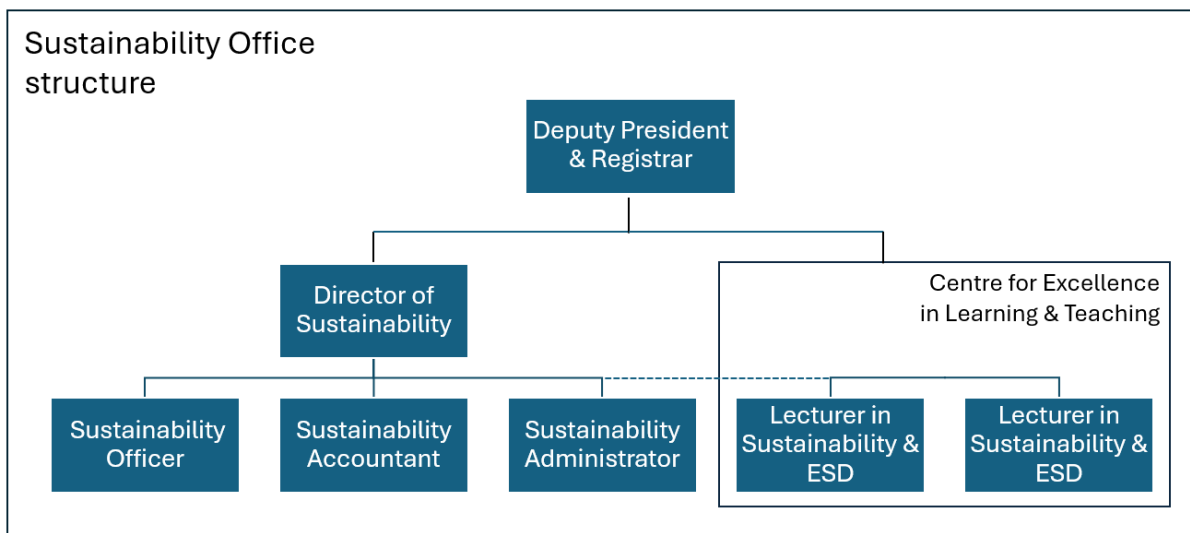 Sustainability Office
structure
Deputy President
& Registrar
Director of
Sustainability
Centre for Excellence
in Learning & Teaching
Sustainability
Officer
Sustainability
Accountant
Sustainability
Administrator
Lecturer in
Sustainability &
ESD
Lecturer in
Sustainability &
ESD